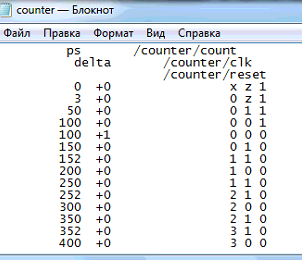 counter — Блокнот
Файл Правка Формат Вид Справка
ps /counter/count
delta /counter/clk
/counter/reset
0 +0 x z 1
3 +0 0 z 1
50 +0 0 1 1
100 +0 0 0 1
100 +1 0 0 0
150 +0 0 1 0
152 +0 1 1 0
200 +0 1 0 0
250 +0 1 1 0
252 +0 2 1 0
300 +0 2 0 0
350 +0 2 1 0
352 +0 3 1 0
400 +0 3 0 0